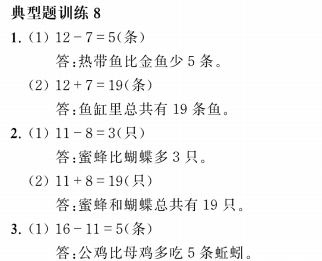 典型题训练 8
1. (1) 12－7＝5(条)
答:热带鱼比金鱼少 5 条。
(2) 12＋7＝19(条)
答:鱼缸里总共有 19 条鱼。
2. (1) 11－8＝3(只)
答:蜜蜂比蝴蝶多 3 只。
(2) 11＋8＝19(只)
答:蜜蜂和蝴蝶总共有 19 只。
3. (1) 16－11＝5(条)
答:公鸡比母鸡多吃 5 条蚯蚓。